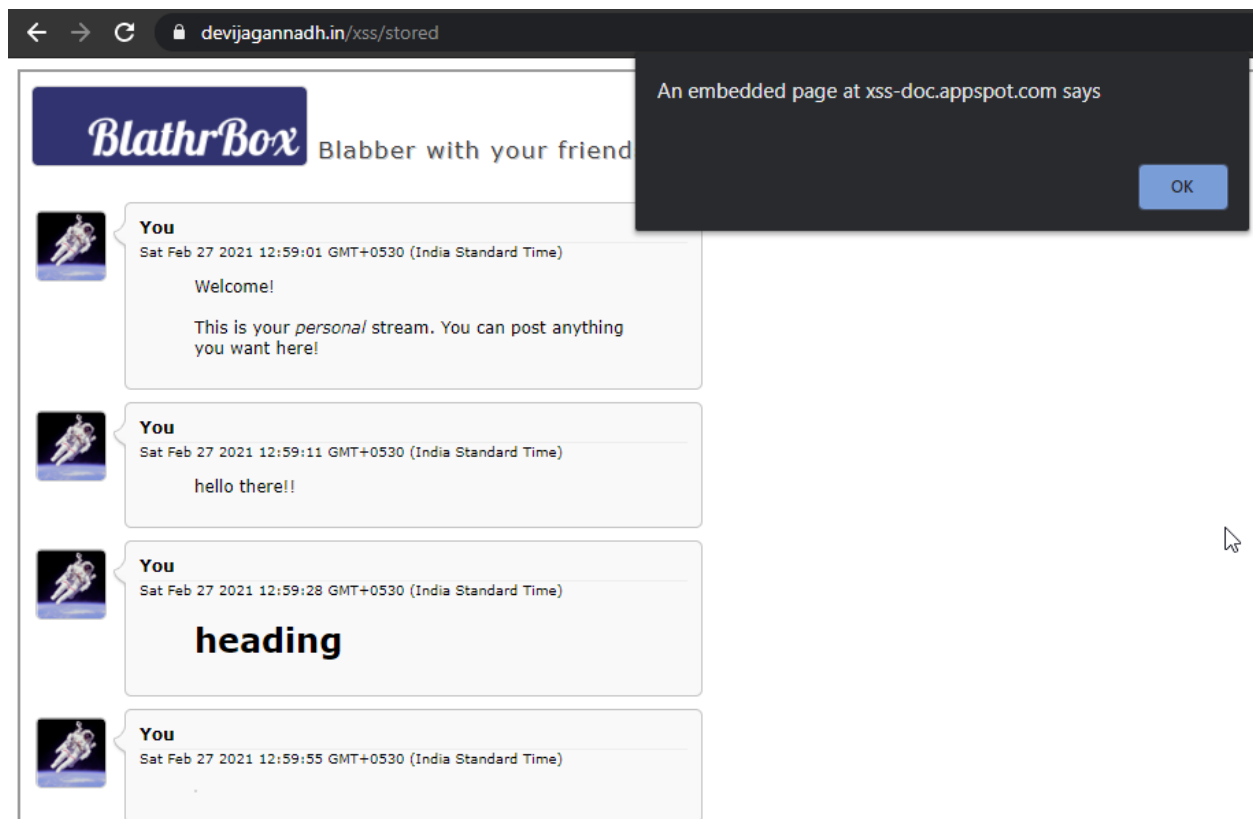 devijagannadh.in/xss/stored
An embedded page at xss-doc.appspot.com says
OK
BlathrBox
Blabber with your friend
You
Sat Feb 27 2021 12:59:01 GMT+0530 (India Standard Time)
Welcome!
This is your personal stream. You can post anything
you want here!
You
Sat Feb 27 2021 12:59:11 GMT+0530 (India Standard Time)
hello there!!
You
Sat Feb 27 2021 12:59:28 GMT+0530 (India Standard Time)
heading
You
Sat Feb 27 2021 12:59:55 GMT+0530 (India Standard Time)